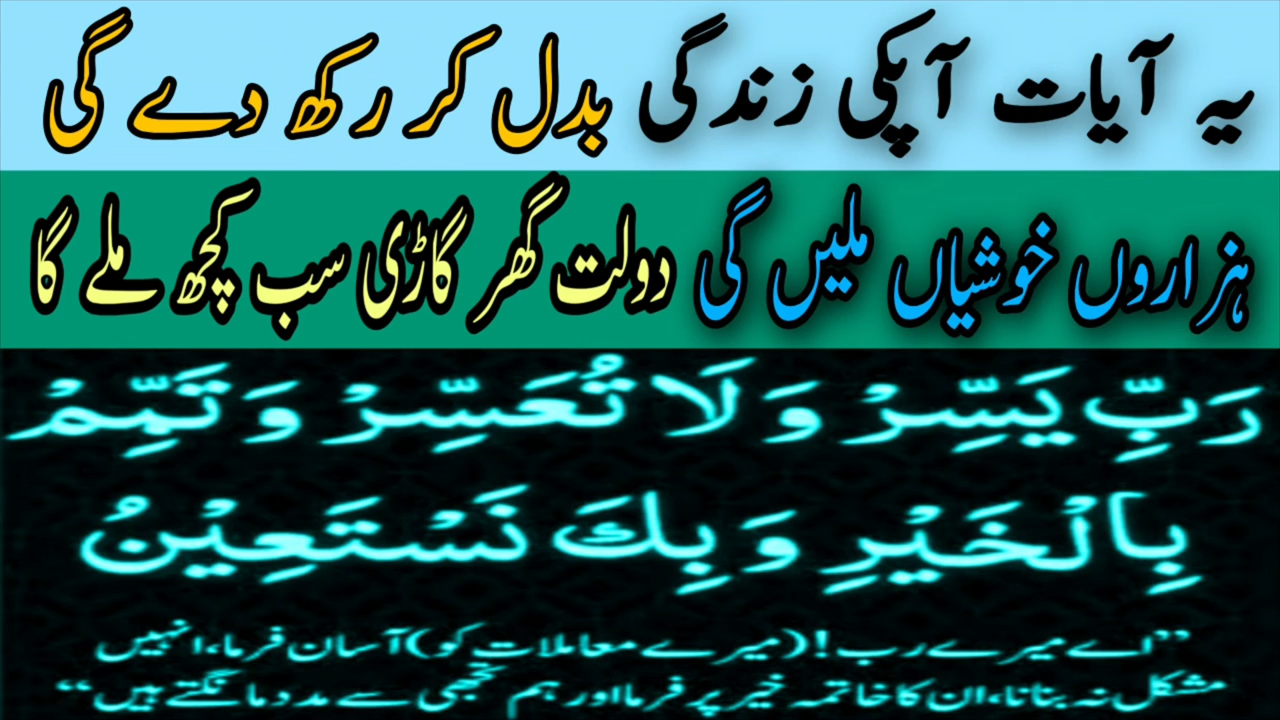 یہ آیات آپکی زندگی بدل کر رکھ دے گی
ہزاروں خوشیاں ملیں گی دولت گھر گاڑی سب کچھ ملے گا
رَبِّ يَسِّرْ وَلَا تُعَسِّرْ وَتَمِّمْ
بِالْخَيْرِ وَبِكَ نَسْتَعِيْنُ
”اے میرے رب! (میرے معاملات کو) آسان فرما، انہیں
مشکل نہ بنانا، ان کا خاتمہ خیر پر فرما اور ہم تجھی سے مدد مانگتے ہیں“